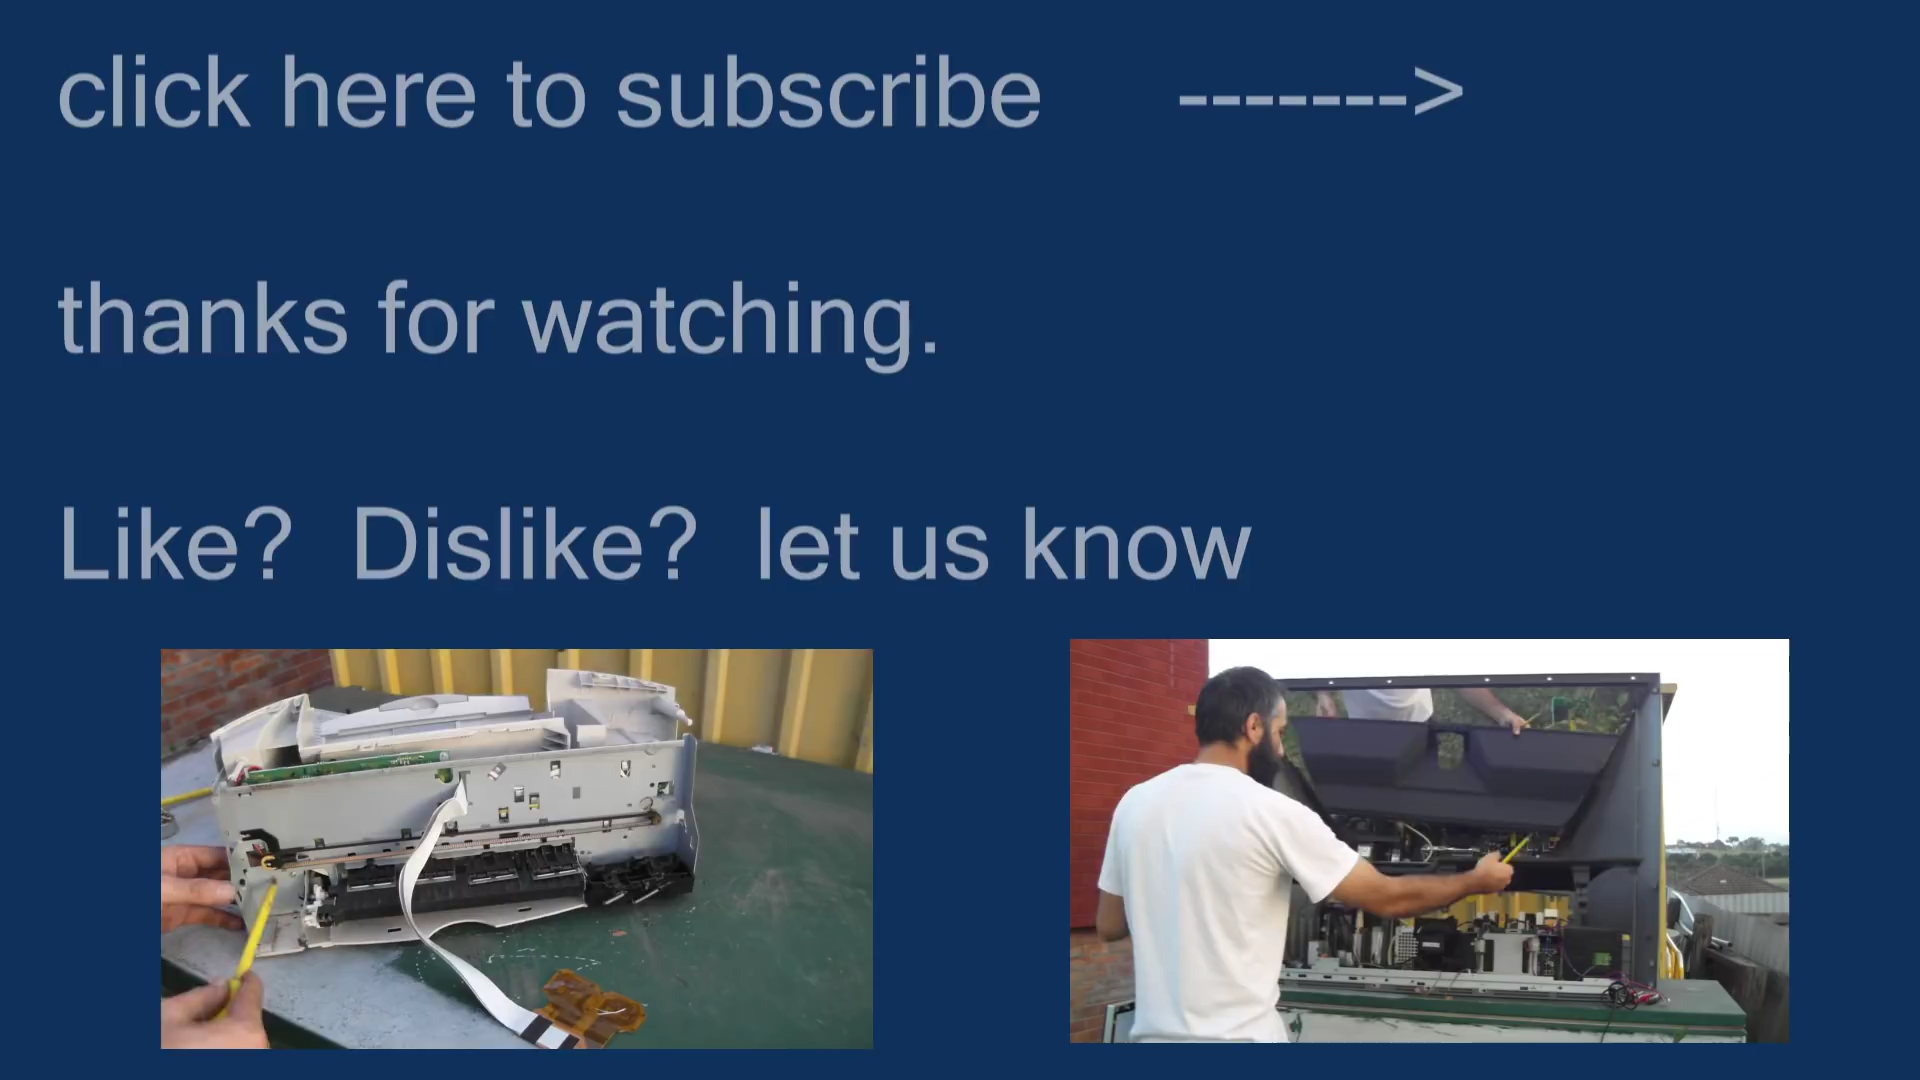 click here to subscribe ------->
thanks for watching.
Like? Dislike? let us know